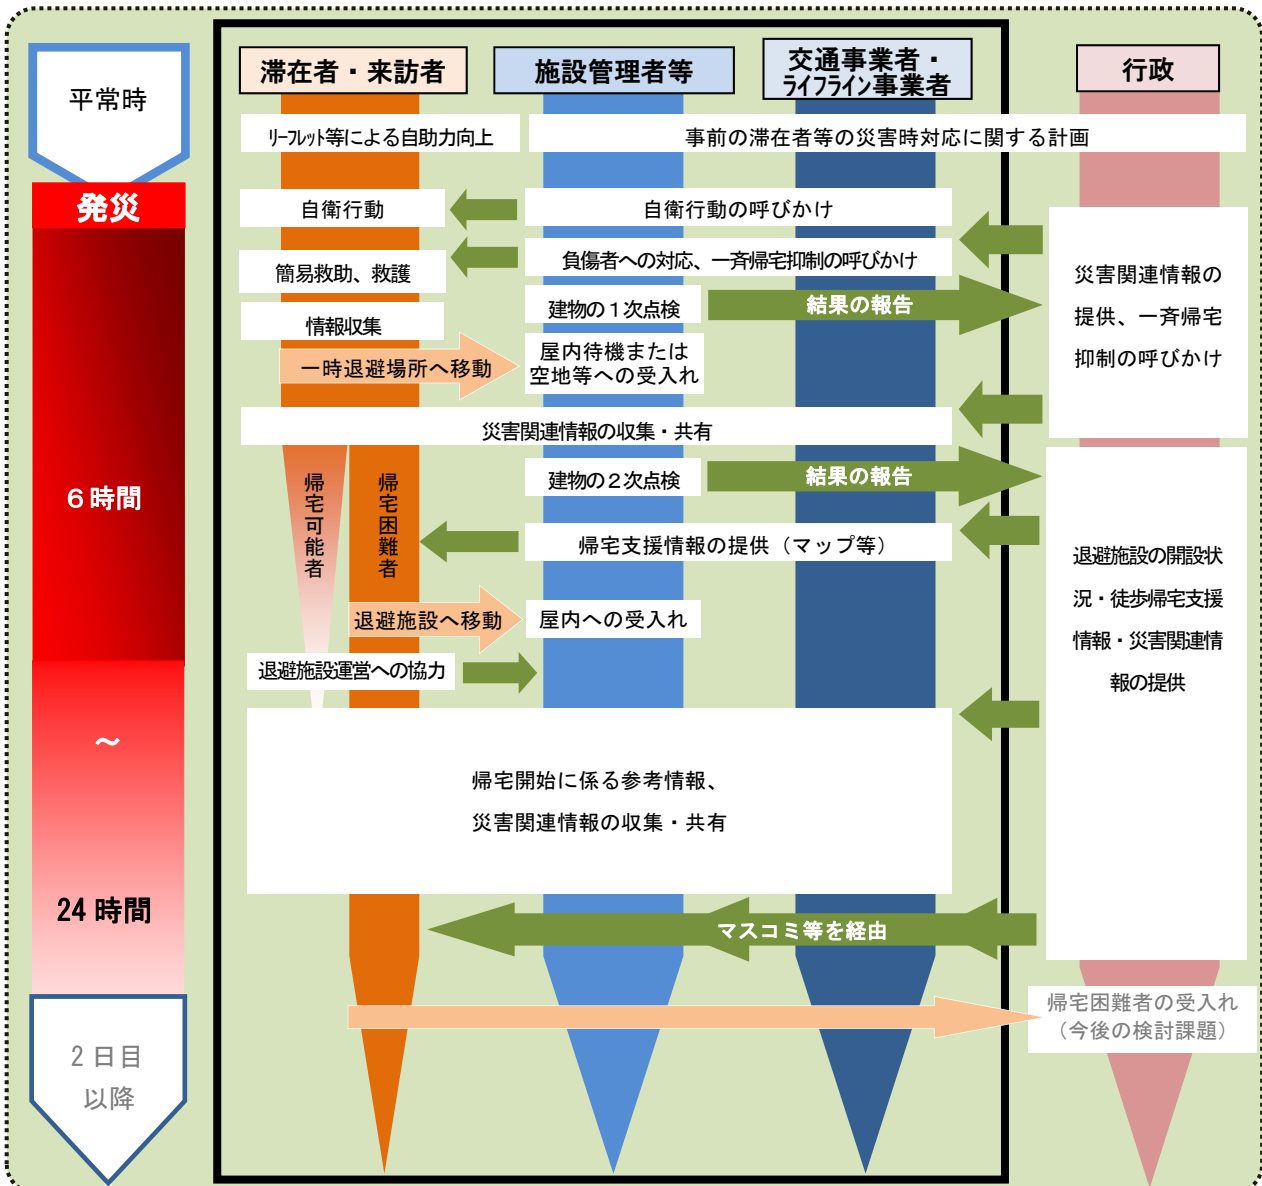 滞在者・来訪者
施設管理者等
交通事業者・
ライフライン事業者
行政
平常時
リーフレット等による自助力向上
事前の滞在者等の災害時対応に関する計画
発災
自衛行動
自衛行動の呼びかけ
簡易救助、救護
負傷者への対応、一斉帰宅抑制の呼びかけ
災害関連情報の
提供、一斉帰宅
抑制の呼びかけ
情報収集
建物の１次点検
結果の報告
一時退避場所へ移動
屋内待機または
空地等への受入れ
災害関連情報の収集・共有
６時間
帰宅可能者
帰宅困難者
建物の２次点検
結果の報告
帰宅支援情報の提供（マップ等）
退避施設の開設状
況・徒歩帰宅支援
情報・災害関連情
報の提供
退避施設へ移動
屋内への受入れ
退避施設運営への協力
～
帰宅開始に係る参考情報、
災害関連情報の収集・共有
24 時間
マスコミ等を経由
帰宅困難者の受入れ
（今後の検討課題）
2 日目
以降